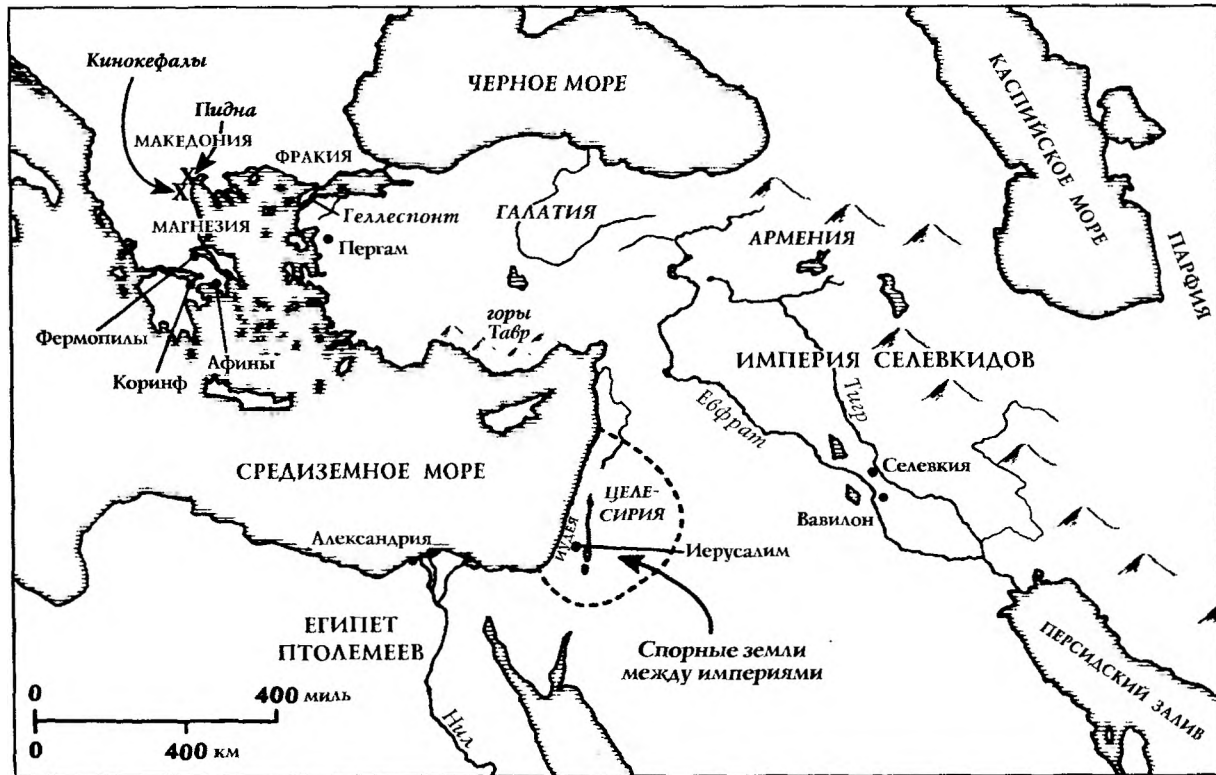 Кинокефалы
Пидна
МАКЕДОНИЯ
ФРАКИЯ
ЧЕРНОЕ МОРЕ
КАСПИЙСКОЕ МОРЕ
ПАРФИЯ
Геллеспонт
ГАЛАТИЯ
АРМЕНИЯ
МАГНЕЗИЯ
Пергам
Фермопилы
Афины
Коринф
горы
Тавр
ИМПЕРИЯ СЕЛЕВКИДОВ
Евфрат
Тигр
СРЕДИЗЕМНОЕ МОРЕ
Селевкия
ЦЕЛЕ-
СИРИЯ
Вавилон
ИУДЕЯ
Александрия
Иерусалим
ЕГИПЕТ
ПТОЛЕМЕЕВ
Спорные земли
между империями
ПЕРСИДСКИЙ ЗАЛИВ
Нил
0 400 миль
0 400 км